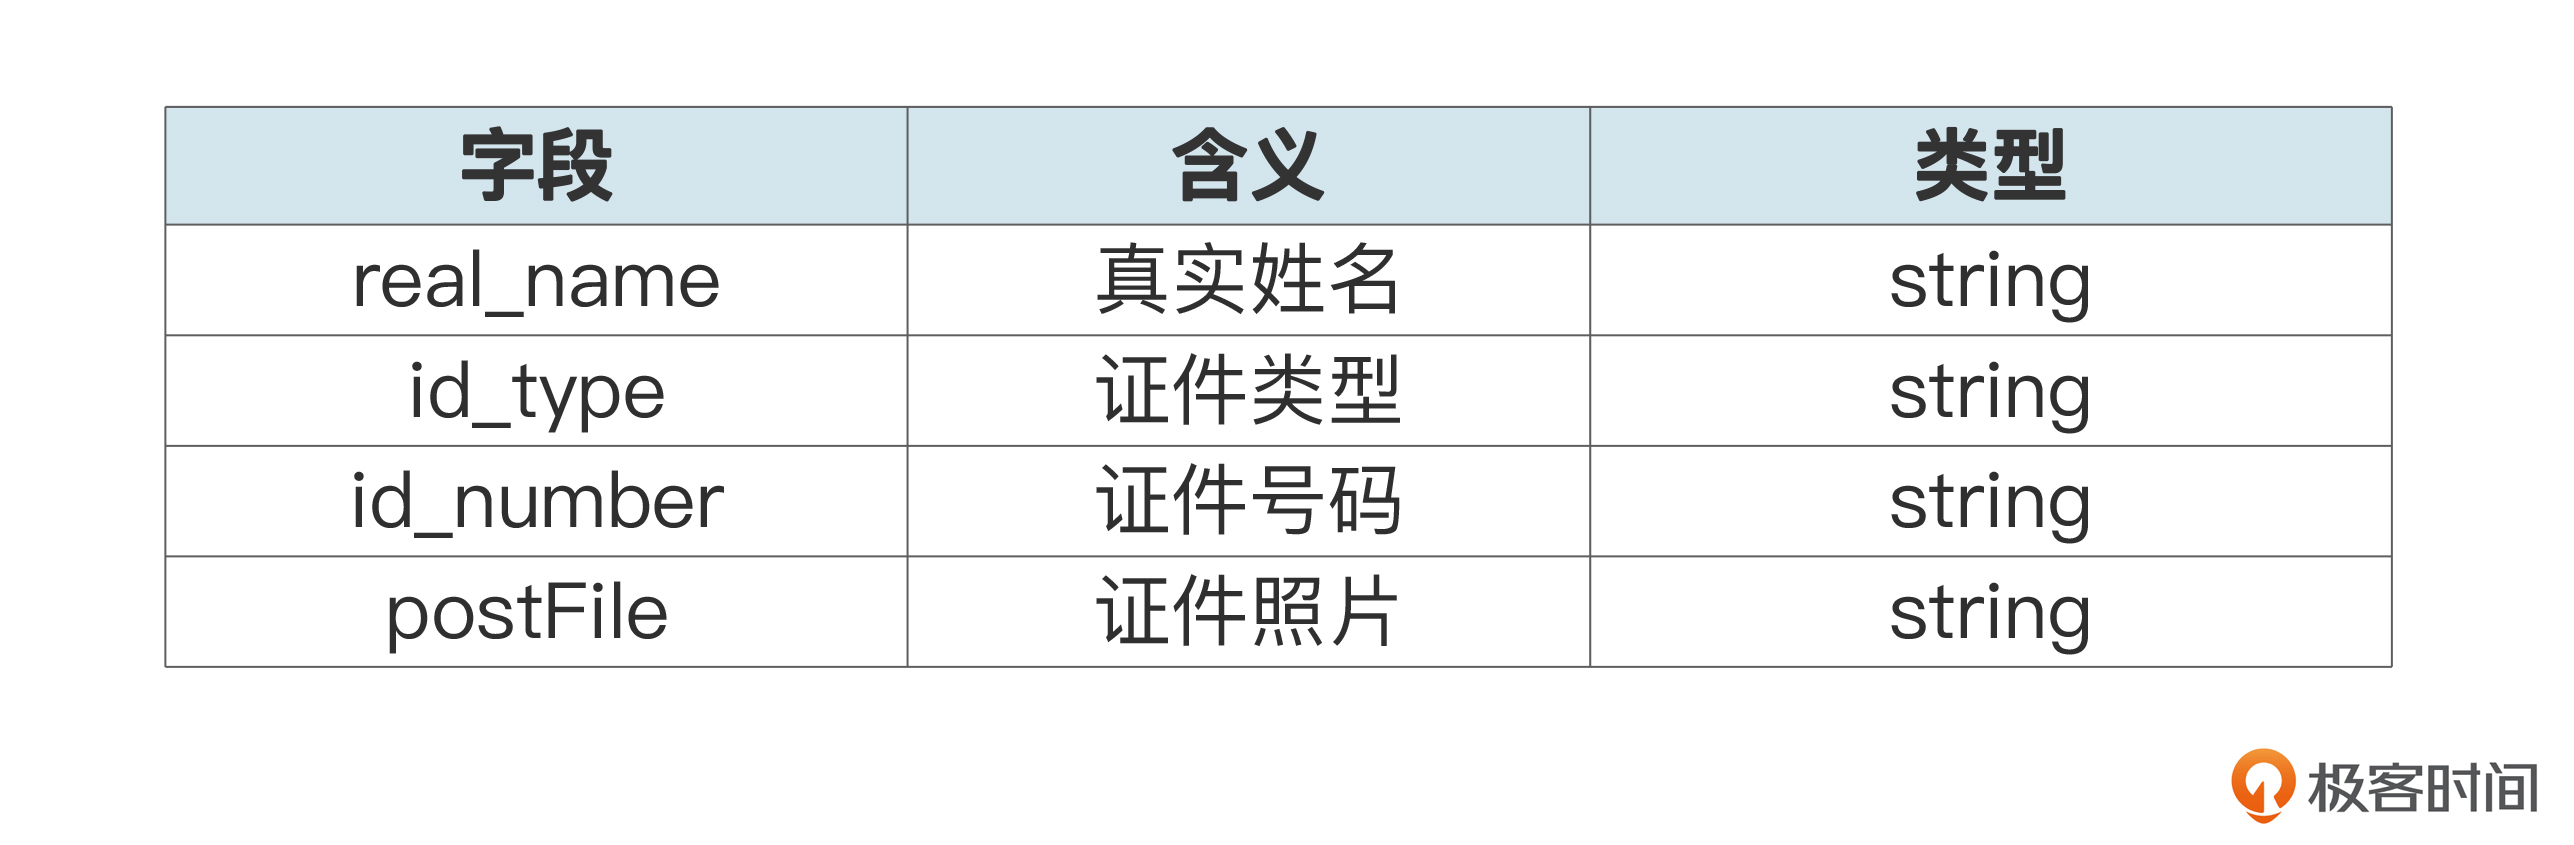 字段 含义 类型
real_name 真实姓名 string
id_type 证件类型 string
id_number 证件号码 string
postFile 证件照片 string
极客时间